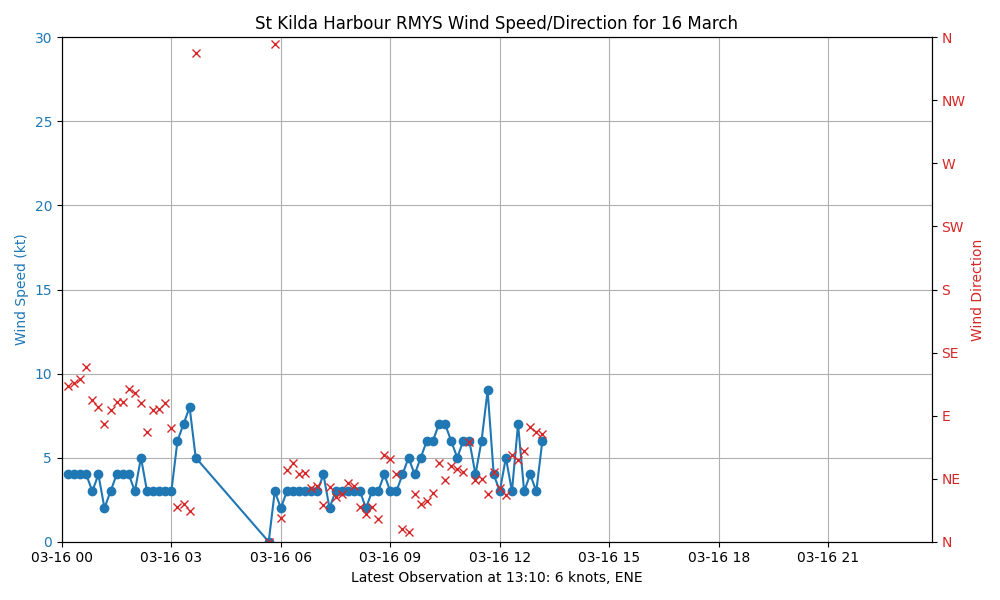 St Kilda Harbour RMYS Wind Speed/Direction for 16 March
Wind Speed (kt)
30
25
20
15
10
5
0
N
NW
W
SW
S
SE
E
NE
N
Wind Direction
03-16 00
03-16 03
03-16 06
03-16 09
03-16 12
03-16 15
03-16 18
03-16 21
Latest Observation at 13:10: 6 knots, ENE